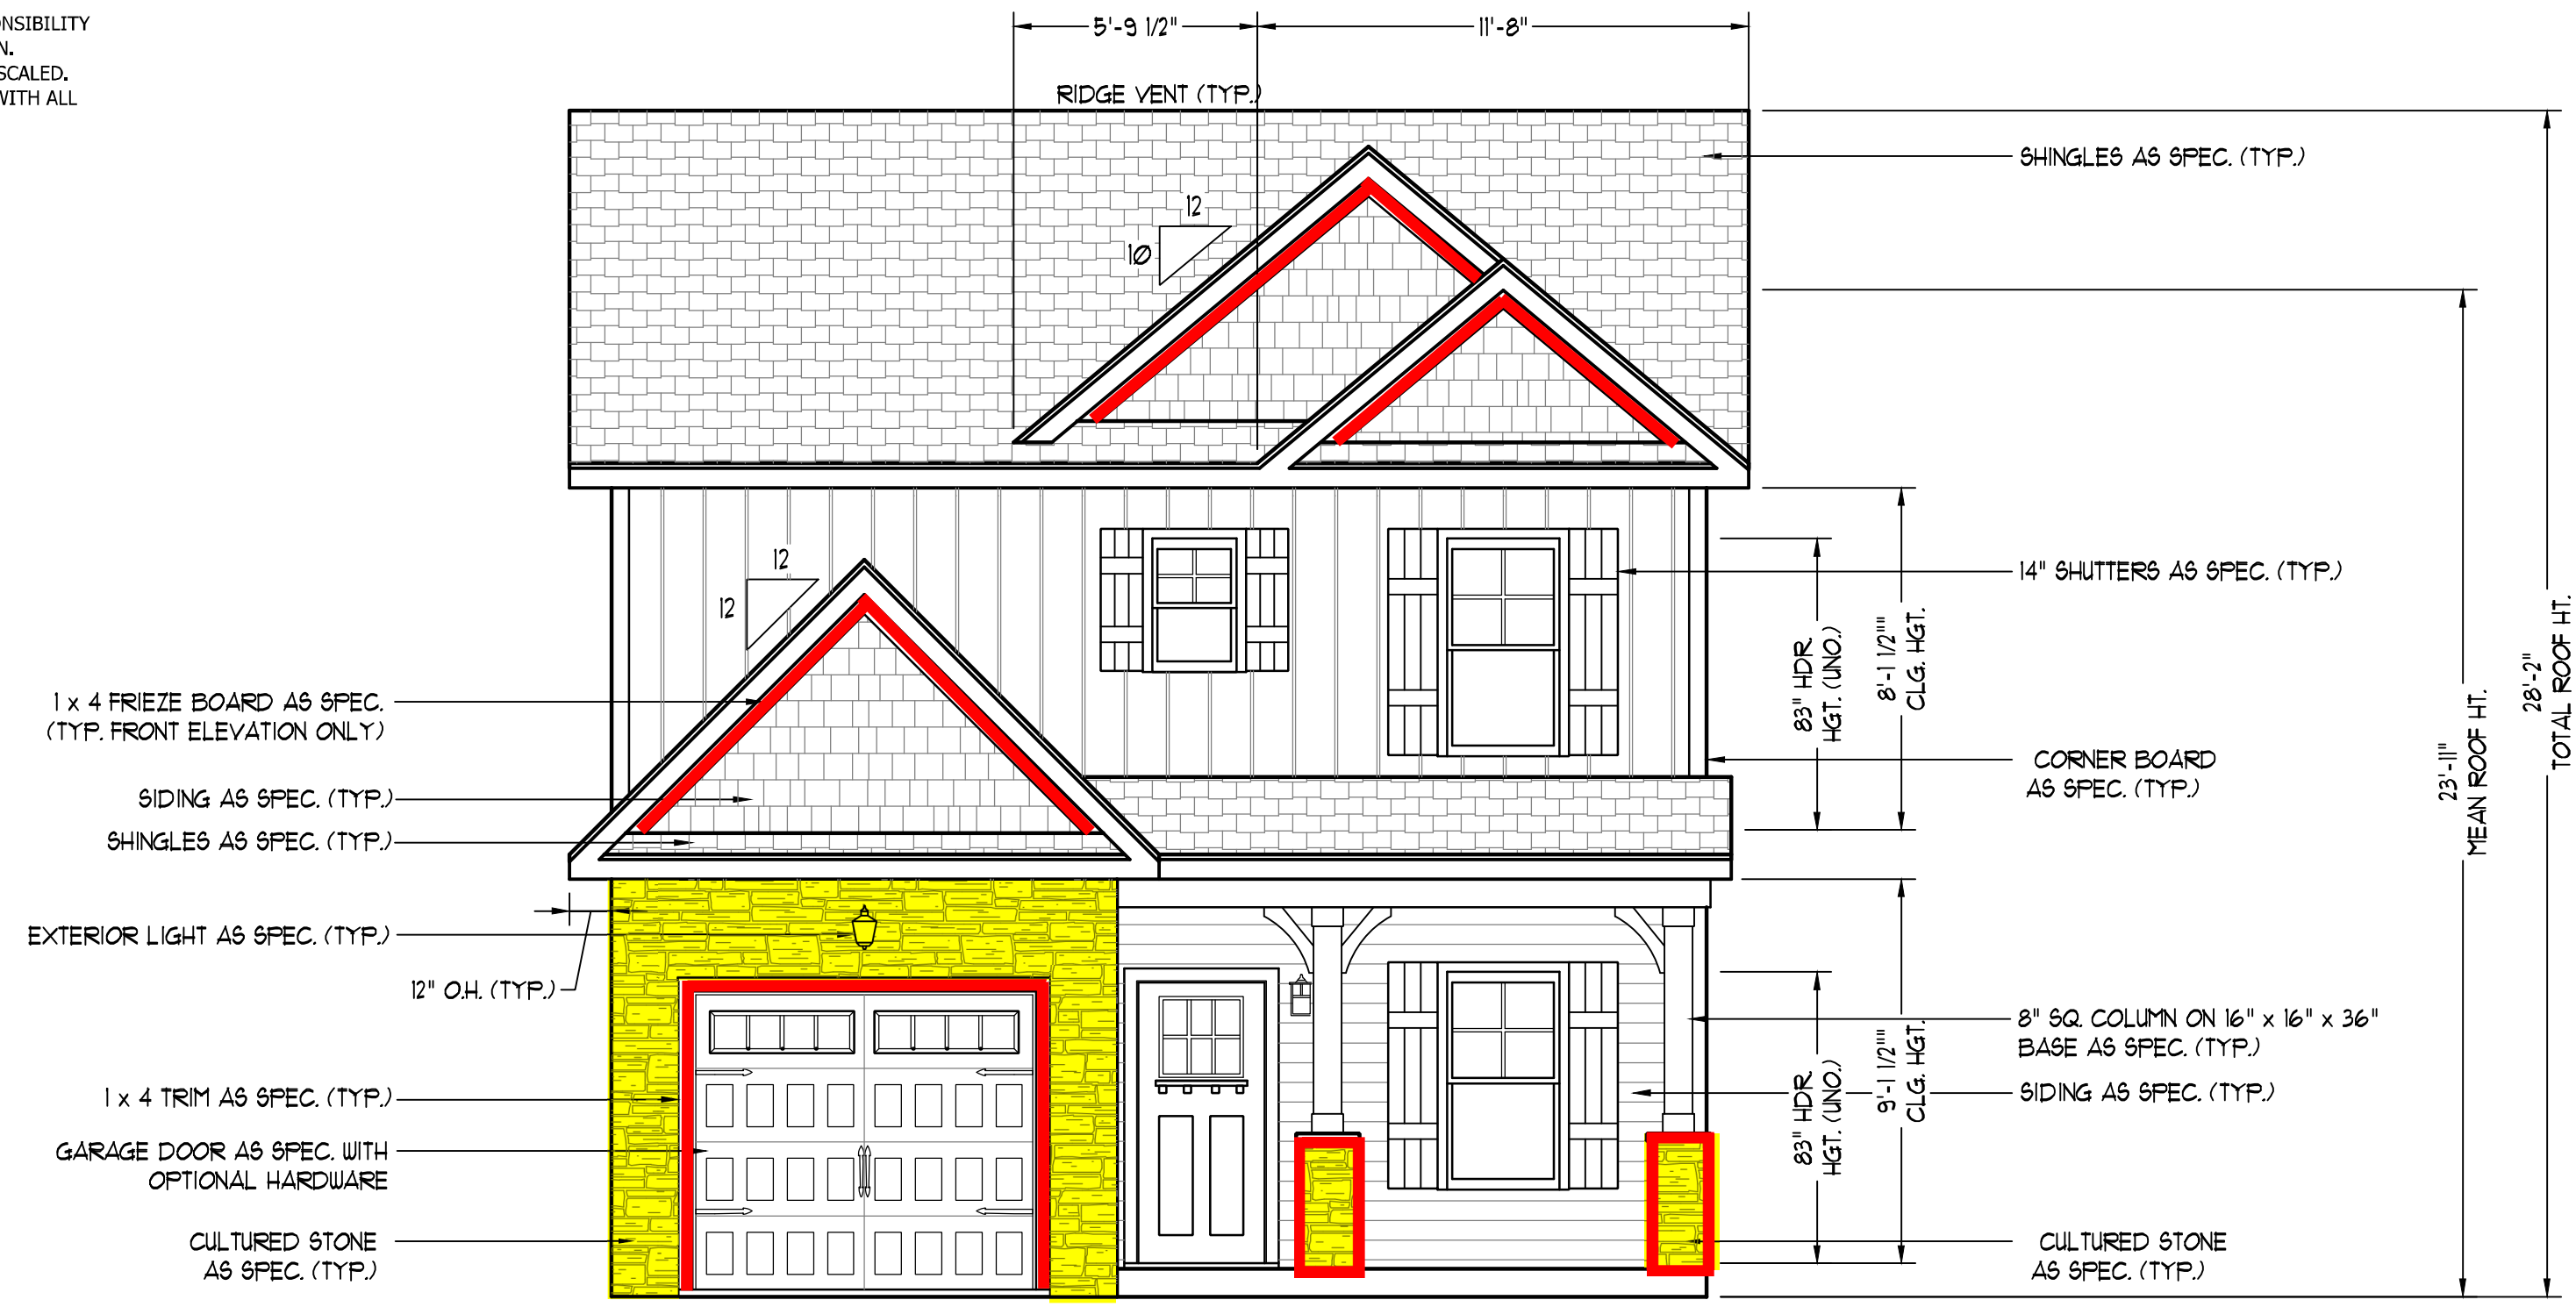 ONSIBILITY
N.
SCALED.
WITH ALL
5'-9 1/2"
11'-8"
RIDGE VENT (TYP.)
SHINGLES AS SPEC. (TYP.)
12
10
14" SHUTTERS AS SPEC. (TYP.)
12
12
1 x 4 FRIEZE BOARD AS SPEC.
(TYP. FRONT ELEVATION ONLY)
SIDING AS SPEC. (TYP.)
SHINGLES AS SPEC. (TYP.)
83" HDR.
HGT. (UNO.)
8'-1 1/2""
CLG. HGT.
CORNER BOARD
AS SPEC. (TYP.)
23'-11"
MEAN ROOF HT.
28'-2"
TOTAL ROOF HT.
EXTERIOR LIGHT AS SPEC. (TYP.)
12" O.H. (TYP.)
1 x 4 TRIM AS SPEC. (TYP.)
GARAGE DOOR AS SPEC. WITH
OPTIONAL HARDWARE
CULTURED STONE
AS SPEC. (TYP.)
83" HDR.
HGT. (UNO.)
9'-1 1/2""
CLG. HGT.
8" SQ. COLUMN ON 16" x 16" x 36"
BASE AS SPEC. (TYP.)
SIDING AS SPEC. (TYP.)
CULTURED STONE
AS SPEC. (TYP.)